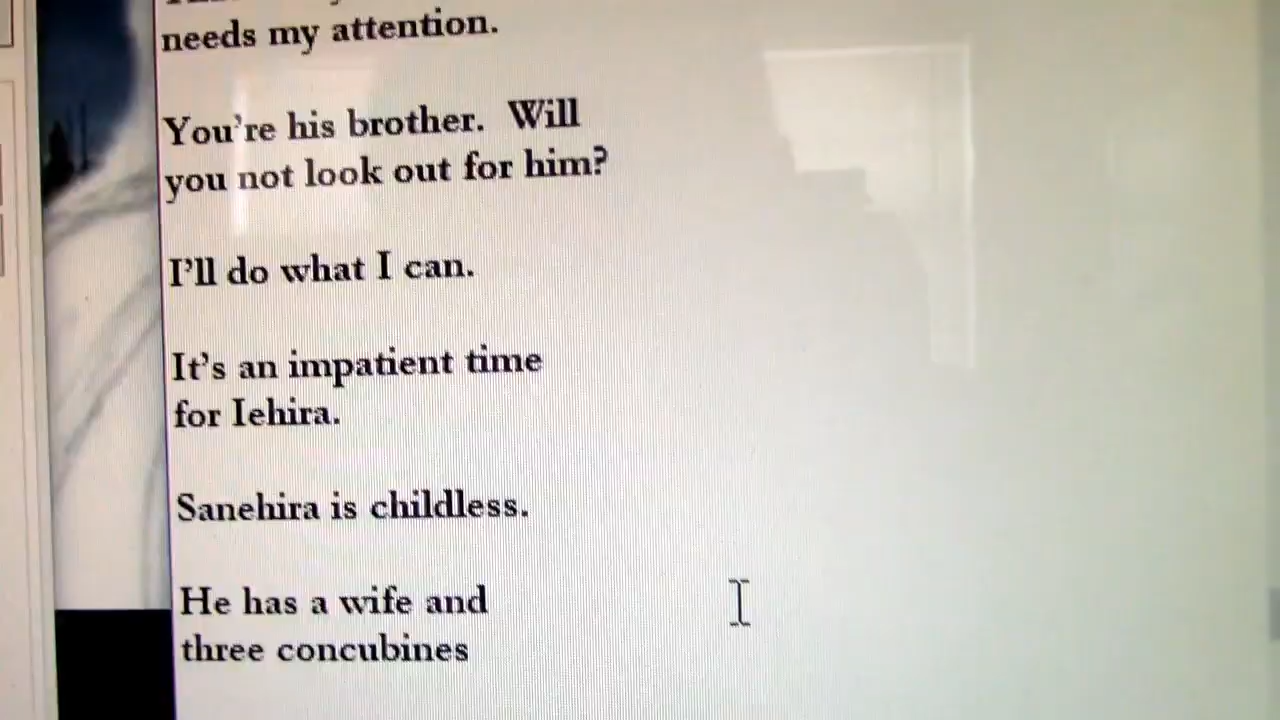 needs my attention.
You're his brother.  Will
you not look out for him?
I'll do what I can.
It's an impatient time
for Iehira.
Sanehira is childless.
He has a wife and
three concubines